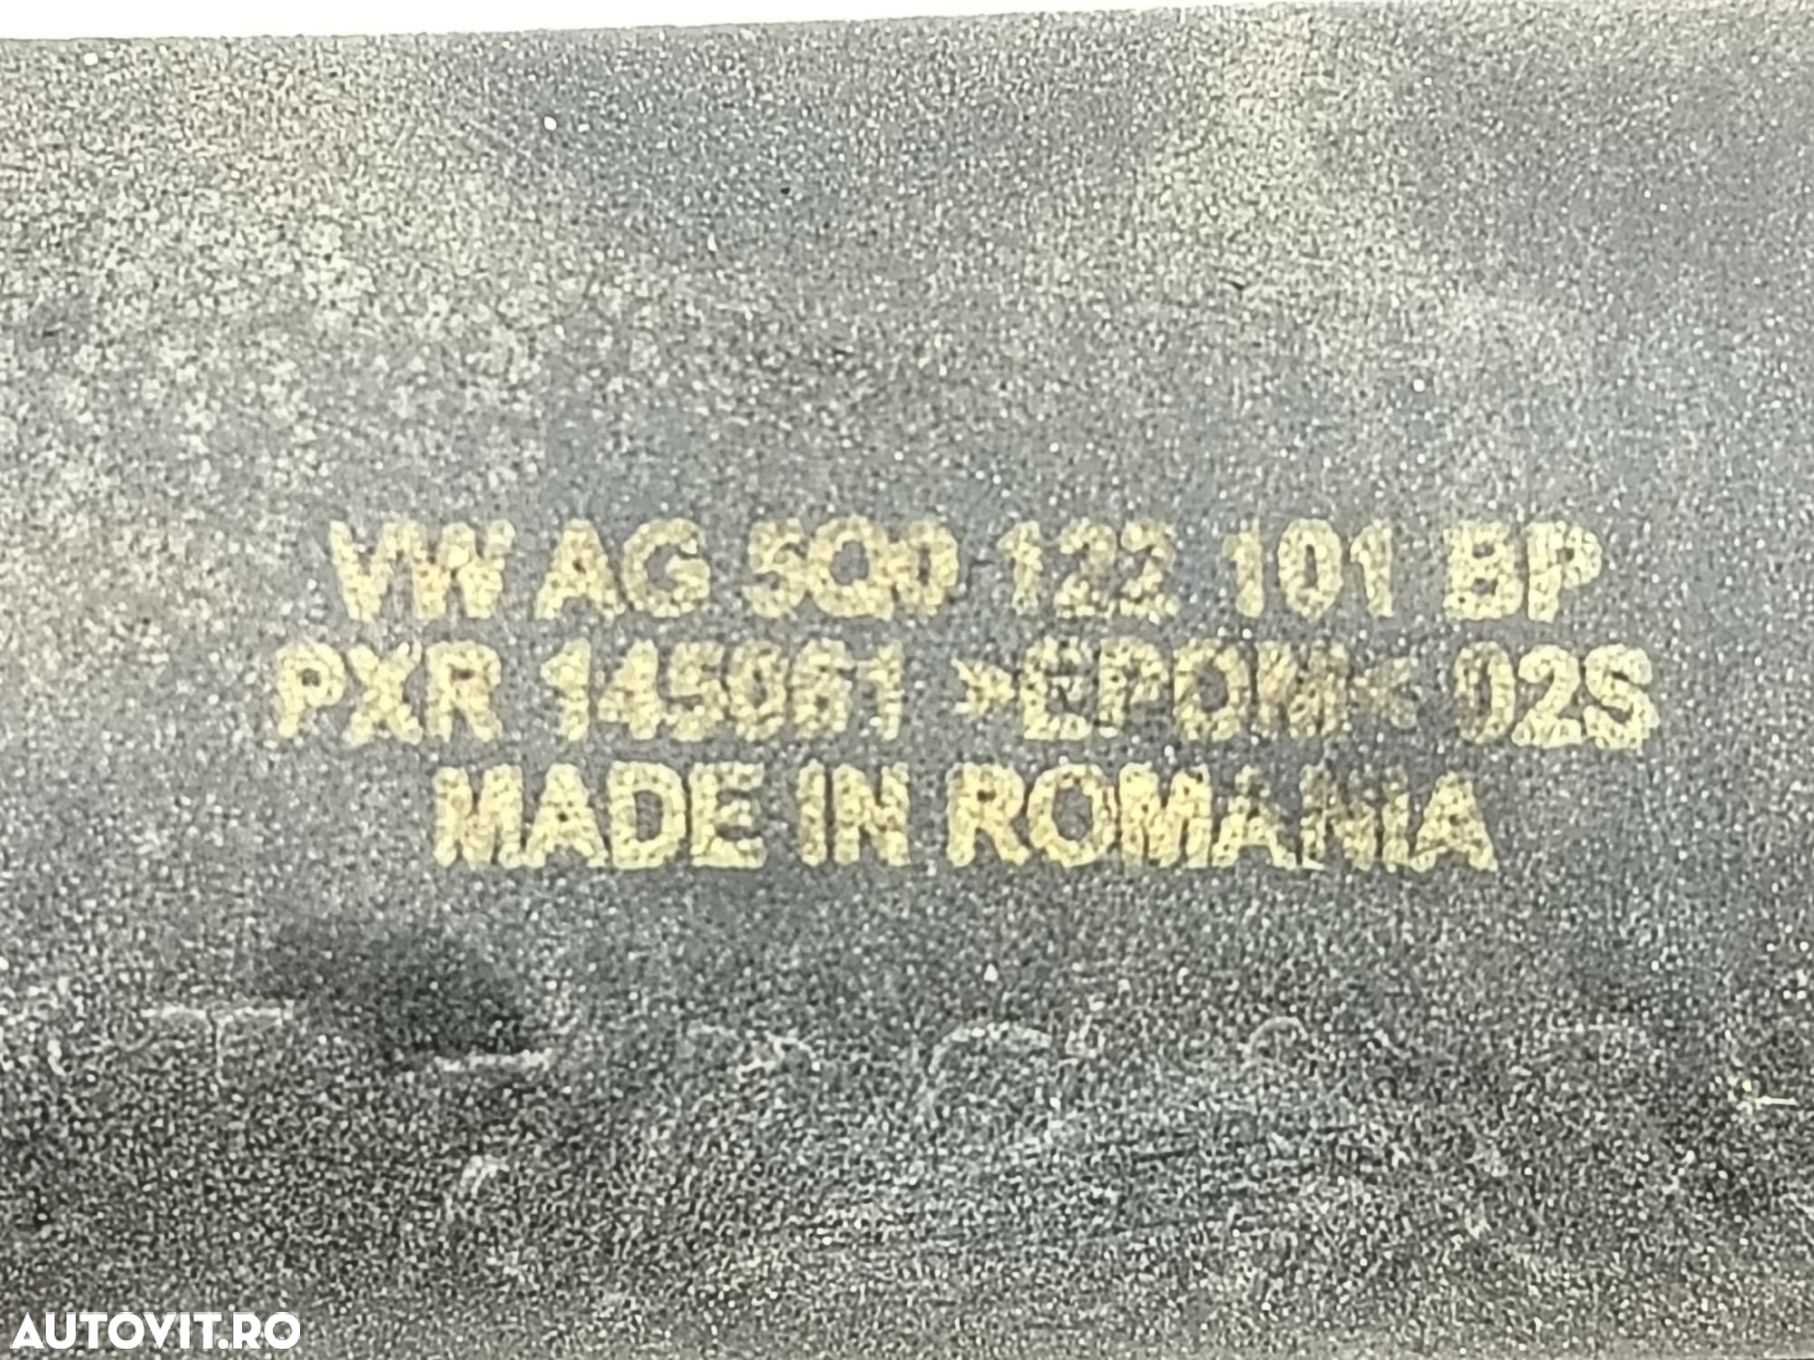 VW AG 5Q0 122 101 BP
PXR 145061 >EPDM< 02S
MADE IN ROMANIA
AUTOVIT.RO